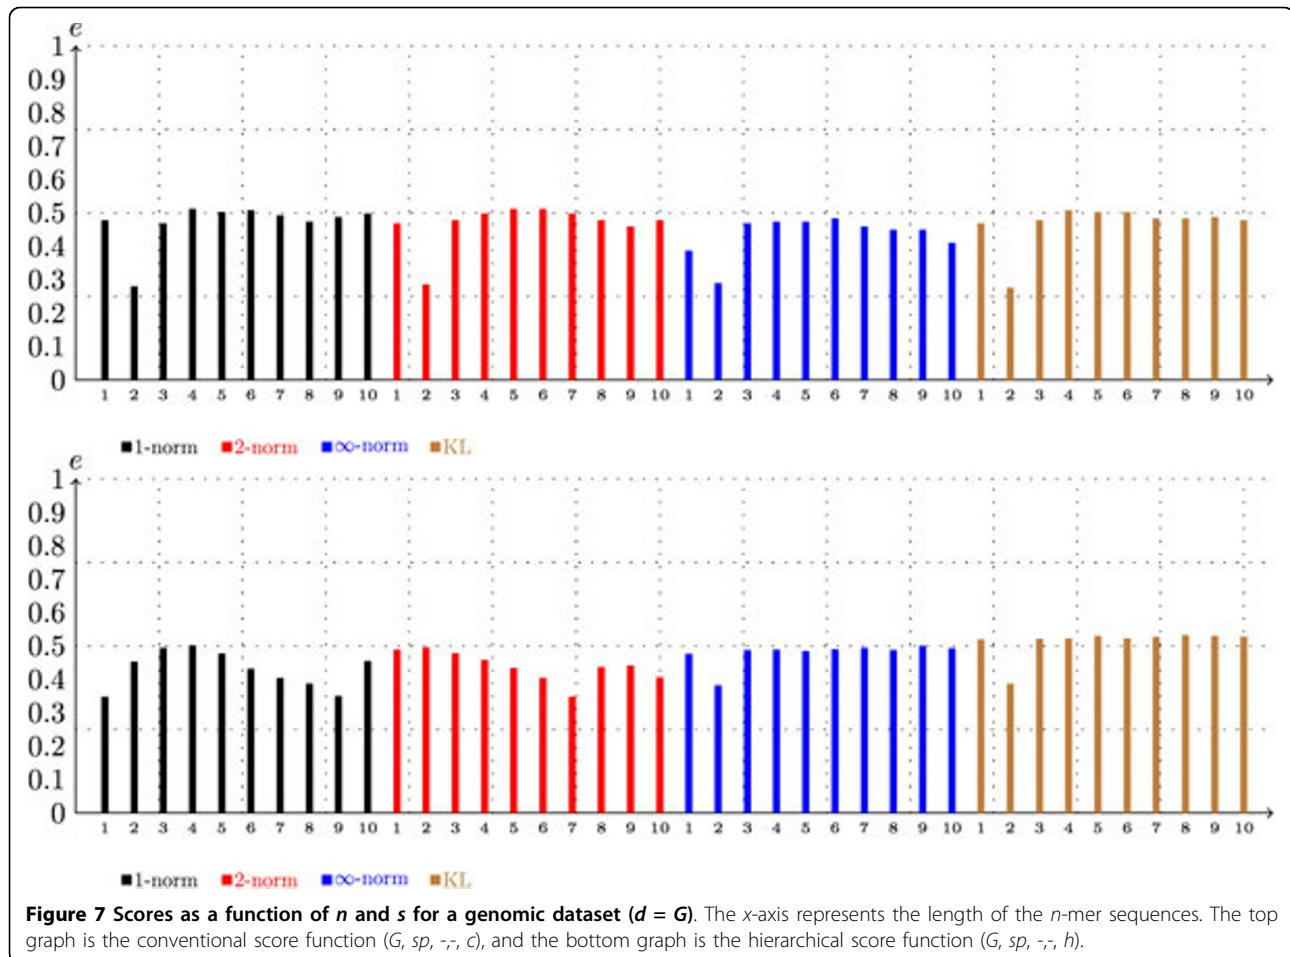 e
1
0.9
0.8
0.7
0.6
0.5
0.4
0.3
0.2
0.1
0
1 2 3 4 5 6 7 8 9 10 1 2 3 4 5 6 7 8 9 10 1 2 3 4 5 6 7 8 9 10 1 2 3 4 5 6 7 8 9 10
1-norm 2-norm ∞-norm KL
e
1
0.9
0.8
0.7
0.6
0.5
0.4
0.3
0.2
0.1
0
1 2 3 4 5 6 7 8 9 10 1 2 3 4 5 6 7 8 9 10 1 2 3 4 5 6 7 8 9 10 1 2 3 4 5 6 7 8 9 10
1-norm 2-norm ∞-norm KL
Figure 7 Scores as a function of n and s for a genomic dataset (d = G). The x-axis represents the length of the n-mer sequences. The top
graph is the conventional score function (G, sp, -,-, c), and the bottom graph is the hierarchical score function (G, sp, -,-, h).